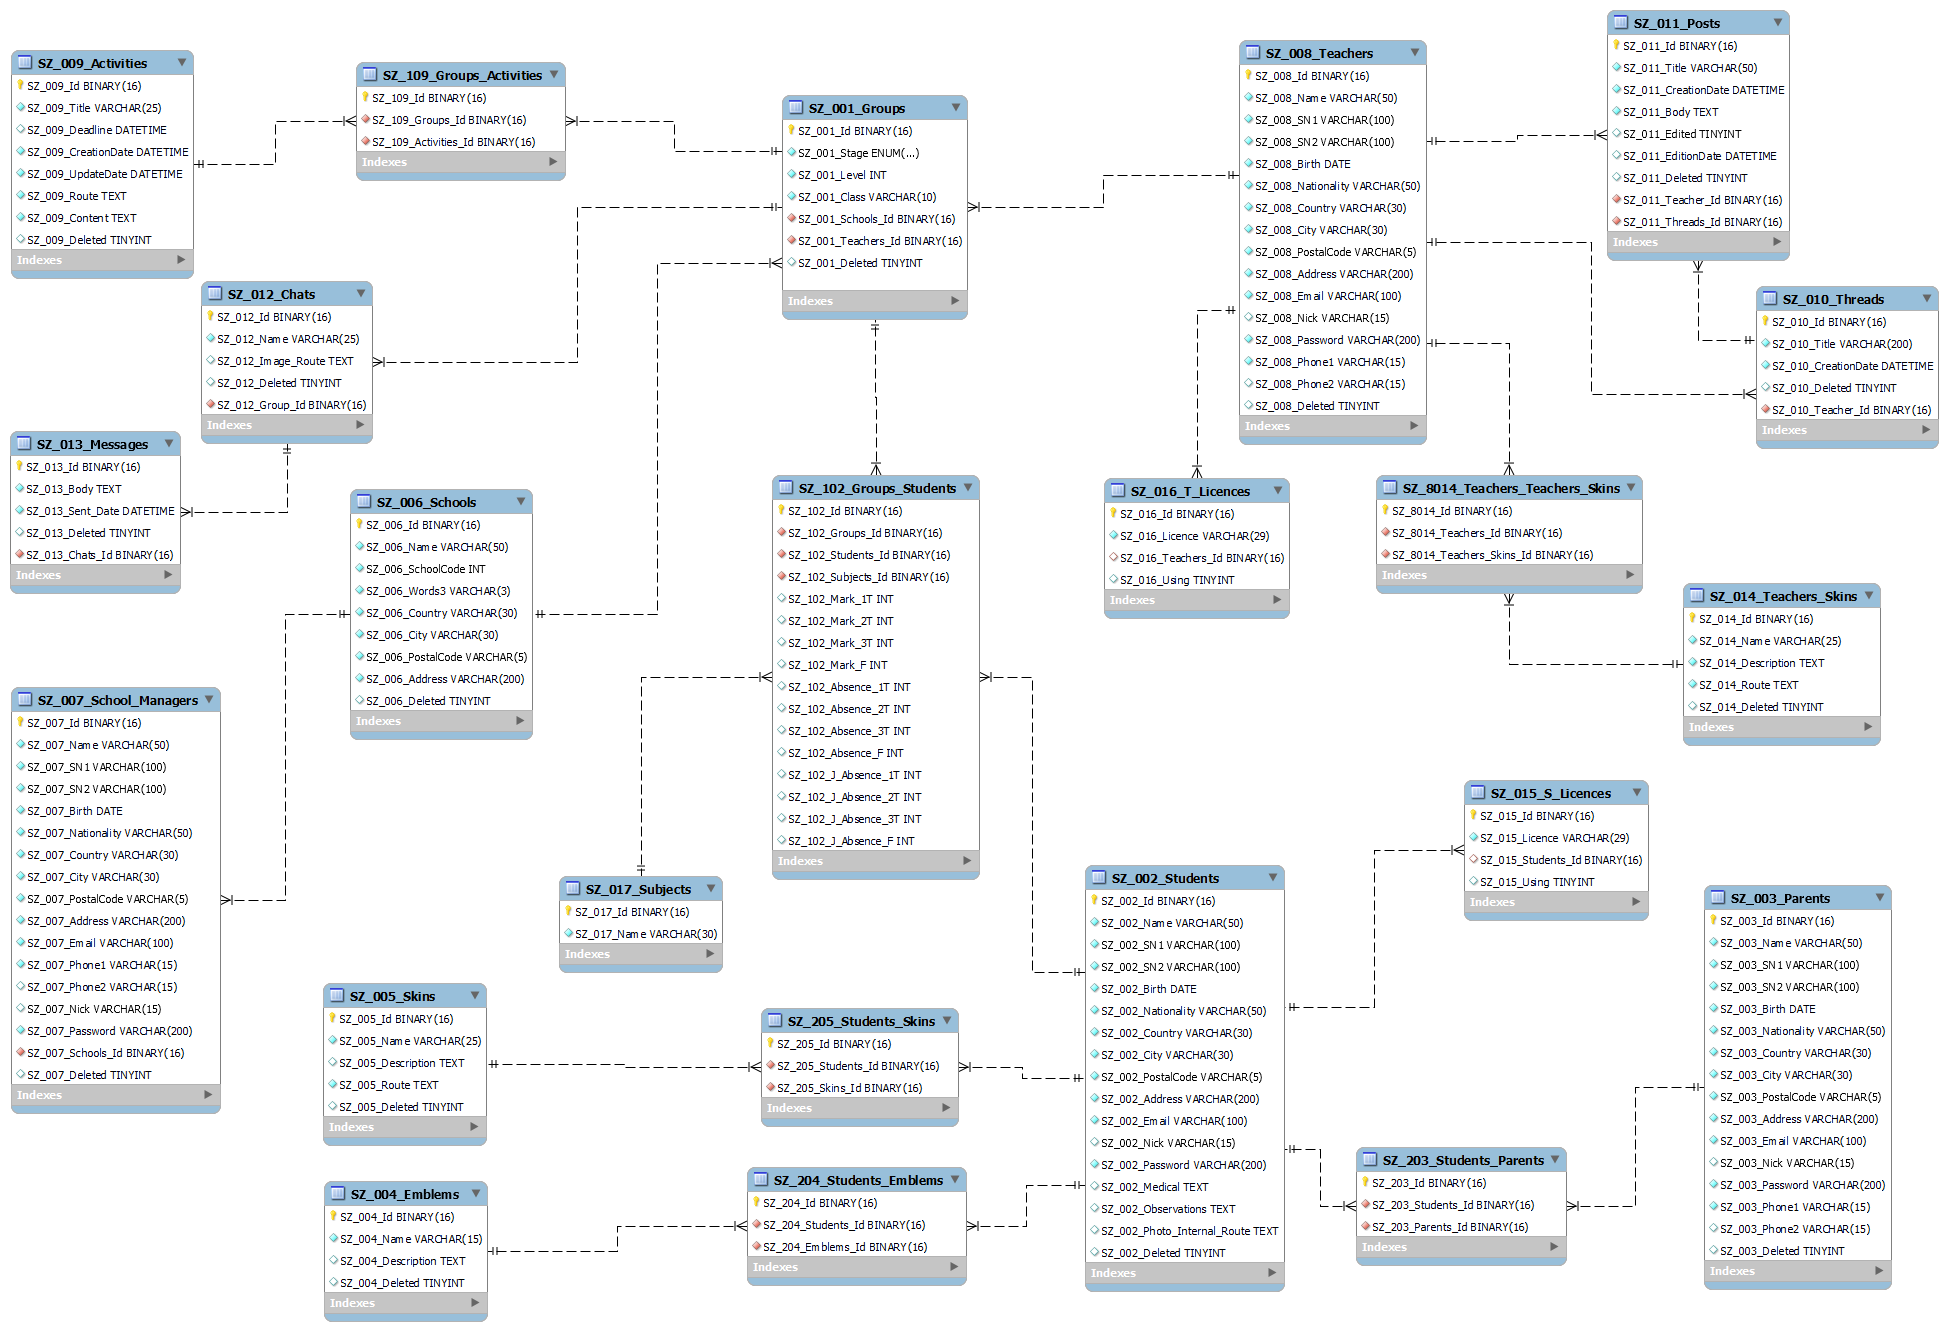 SZ_009_Activities
SZ_009_Id BINARY(16)
SZ_009_Title VARCHAR(25)
SZ_009_Deadline DATETIME
SZ_009_CreationDate DATETIME
SZ_009_UpdateDate DATETIME
SZ_009_Route TEXT
SZ_009_Content TEXT
SZ_009_Deleted TINYINT
Indexes
SZ_109_Groups_Activities
SZ_109_Id BINARY(16)
SZ_109_Groups_Id BINARY(16)
SZ_109_Activities_Id BINARY(16)
Indexes
SZ_001_Groups
SZ_001_Id BINARY(16)
SZ_001_Stage ENUM(...)
SZ_001_Level INT
SZ_001_Class VARCHAR(10)
SZ_001_Schools_Id BINARY(16)
SZ_001_Teachers_Id BINARY(16)
SZ_001_Deleted TINYINT
Indexes
SZ_008_Teachers
SZ_008_Id BINARY(16)
SZ_008_Name VARCHAR(50)
SZ_008_SN1 VARCHAR(100)
SZ_008_SN2 VARCHAR(100)
SZ_008_Birth DATE
SZ_008_Nationality VARCHAR(50)
SZ_008_Country VARCHAR(30)
SZ_008_City VARCHAR(30)
SZ_008_PostalCode VARCHAR(5)
SZ_008_Address VARCHAR(200)
SZ_008_Email VARCHAR(100)
SZ_008_Nick VARCHAR(15)
SZ_008_Password VARCHAR(200)
SZ_008_Phone1 VARCHAR(15)
SZ_008_Phone2 VARCHAR(15)
SZ_008_Deleted TINYINT
Indexes
SZ_011_Posts
SZ_011_Id BINARY(16)
SZ_011_Title VARCHAR(50)
SZ_011_CreationDate DATETIME
SZ_011_Body TEXT
SZ_011_Edited TINYINT
SZ_011_EditionDate DATETIME
SZ_011_Deleted TINYINT
SZ_011_Teacher_Id BINARY(16)
SZ_011_Threads_Id BINARY(16)
Indexes
SZ_012_Chats
SZ_012_Id BINARY(16)
SZ_012_Name VARCHAR(25)
SZ_012_Image_Route TEXT
SZ_012_Deleted TINYINT
SZ_012_Group_Id BINARY(16)
Indexes
SZ_010_Threads
SZ_010_Id BINARY(16)
SZ_010_Title VARCHAR(200)
SZ_010_CreationDate DATETIME
SZ_010_Deleted TINYINT
SZ_010_Teacher_Id BINARY(16)
Indexes
SZ_013_Messages
SZ_013_Id BINARY(16)
SZ_013_Body TEXT
SZ_013_Sent_Date DATETIME
SZ_013_Deleted TINYINT
SZ_013_Chats_Id BINARY(16)
Indexes
SZ_006_Schools
SZ_006_Id BINARY(16)
SZ_006_Name VARCHAR(50)
SZ_006_SchoolCode INT
SZ_006_Words3 VARCHAR(3)
SZ_006_Country VARCHAR(30)
SZ_006_City VARCHAR(30)
SZ_006_PostalCode VARCHAR(5)
SZ_006_Address VARCHAR(200)
SZ_006_Deleted TINYINT
Indexes
SZ_102_Groups_Students
SZ_102_Id BINARY(16)
SZ_102_Groups_Id BINARY(16)
SZ_102_Students_Id BINARY(16)
SZ_102_Subjects_Id BINARY(16)
SZ_102_Mark_1T INT
SZ_102_Mark_2T INT
SZ_102_Mark_3T INT
SZ_102_Mark_F INT
SZ_102_Absence_1T INT
SZ_102_Absence_2T INT
SZ_102_Absence_3T INT
SZ_102_Absence_F INT
SZ_102_J_Absence_1T INT
SZ_102_J_Absence_2T INT
SZ_102_J_Absence_3T INT
SZ_102_J_Absence_F INT
Indexes
SZ_016_T_Licences
SZ_016_Id BINARY(16)
SZ_016_Licence VARCHAR(29)
SZ_016_Teachers_Id BINARY(16)
SZ_016_Using TINYINT
Indexes
SZ_8014_Teachers_Teachers_Skins
SZ_8014_Id BINARY(16)
SZ_8014_Teachers_Id BINARY(16)
SZ_8014_Teachers_Skins_Id BINARY(16)
Indexes
SZ_014_Teachers_Skins
SZ_014_Id BINARY(16)
SZ_014_Name VARCHAR(25)
SZ_014_Description TEXT
SZ_014_Route TEXT
SZ_014_Deleted TINYINT
Indexes
SZ_007_School_Managers
SZ_007_Id BINARY(16)
SZ_007_Name VARCHAR(50)
SZ_007_SN1 VARCHAR(100)
SZ_007_SN2 VARCHAR(100)
SZ_007_Birth DATE
SZ_007_Nationality VARCHAR(50)
SZ_007_Country VARCHAR(30)
SZ_007_City VARCHAR(30)
SZ_007_PostalCode VARCHAR(5)
SZ_007_Address VARCHAR(200)
SZ_007_Email VARCHAR(100)
SZ_007_Phone1 VARCHAR(15)
SZ_007_Phone2 VARCHAR(15)
SZ_007_Nick VARCHAR(15)
SZ_007_Password VARCHAR(200)
SZ_007_Schools_Id BINARY(16)
SZ_007_Deleted TINYINT
Indexes
SZ_017_Subjects
SZ_017_Id BINARY(16)
SZ_017_Name VARCHAR(30)
Indexes
SZ_015_S_Licences
SZ_015_Id BINARY(16)
SZ_015_Licence VARCHAR(29)
SZ_015_Students_Id BINARY(16)
SZ_015_Using TINYINT
Indexes
SZ_002_Students
SZ_002_Id BINARY(16)
SZ_002_Name VARCHAR(50)
SZ_002_SN1 VARCHAR(100)
SZ_002_SN2 VARCHAR(100)
SZ_002_Birth DATE
SZ_002_Nationality VARCHAR(50)
SZ_002_Country VARCHAR(30)
SZ_002_City VARCHAR(30)
SZ_002_PostalCode VARCHAR(5)
SZ_002_Address VARCHAR(200)
SZ_002_Email VARCHAR(100)
SZ_002_Nick VARCHAR(15)
SZ_002_Password VARCHAR(200)
SZ_002_Medical TEXT
SZ_002_Observations TEXT
SZ_002_Photo_Internal_Route TEXT
SZ_002_Deleted TINYINT
Indexes
SZ_003_Parents
SZ_003_Id BINARY(16)
SZ_003_Name VARCHAR(50)
SZ_003_SN1 VARCHAR(100)
SZ_003_SN2 VARCHAR(100)
SZ_003_Birth DATE
SZ_003_Nationality VARCHAR(50)
SZ_003_Country VARCHAR(30)
SZ_003_City VARCHAR(30)
SZ_003_PostalCode VARCHAR(5)
SZ_003_Address VARCHAR(200)
SZ_003_Email VARCHAR(100)
SZ_003_Nick VARCHAR(15)
SZ_003_Password VARCHAR(200)
SZ_003_Phone1 VARCHAR(15)
SZ_003_Phone2 VARCHAR(15)
SZ_003_Deleted TINYINT
Indexes
SZ_005_Skins
SZ_005_Id BINARY(16)
SZ_005_Name VARCHAR(25)
SZ_005_Description TEXT
SZ_005_Route TEXT
SZ_005_Deleted TINYINT
Indexes
SZ_205_Students_Skins
SZ_205_Id BINARY(16)
SZ_205_Students_Id BINARY(16)
SZ_205_Skins_Id BINARY(16)
Indexes
SZ_203_Students_Parents
SZ_203_Id BINARY(16)
SZ_203_Students_Id BINARY(16)
SZ_203_Parents_Id BINARY(16)
Indexes
SZ_004_Emblems
SZ_004_Id BINARY(16)
SZ_004_Name VARCHAR(15)
SZ_004_Description TEXT
SZ_004_Deleted TINYINT
Indexes
SZ_204_Students_Emblems
SZ_204_Id BINARY(16)
SZ_204_Students_Id BINARY(16)
SZ_204_Emblems_Id BINARY(16)
Indexes